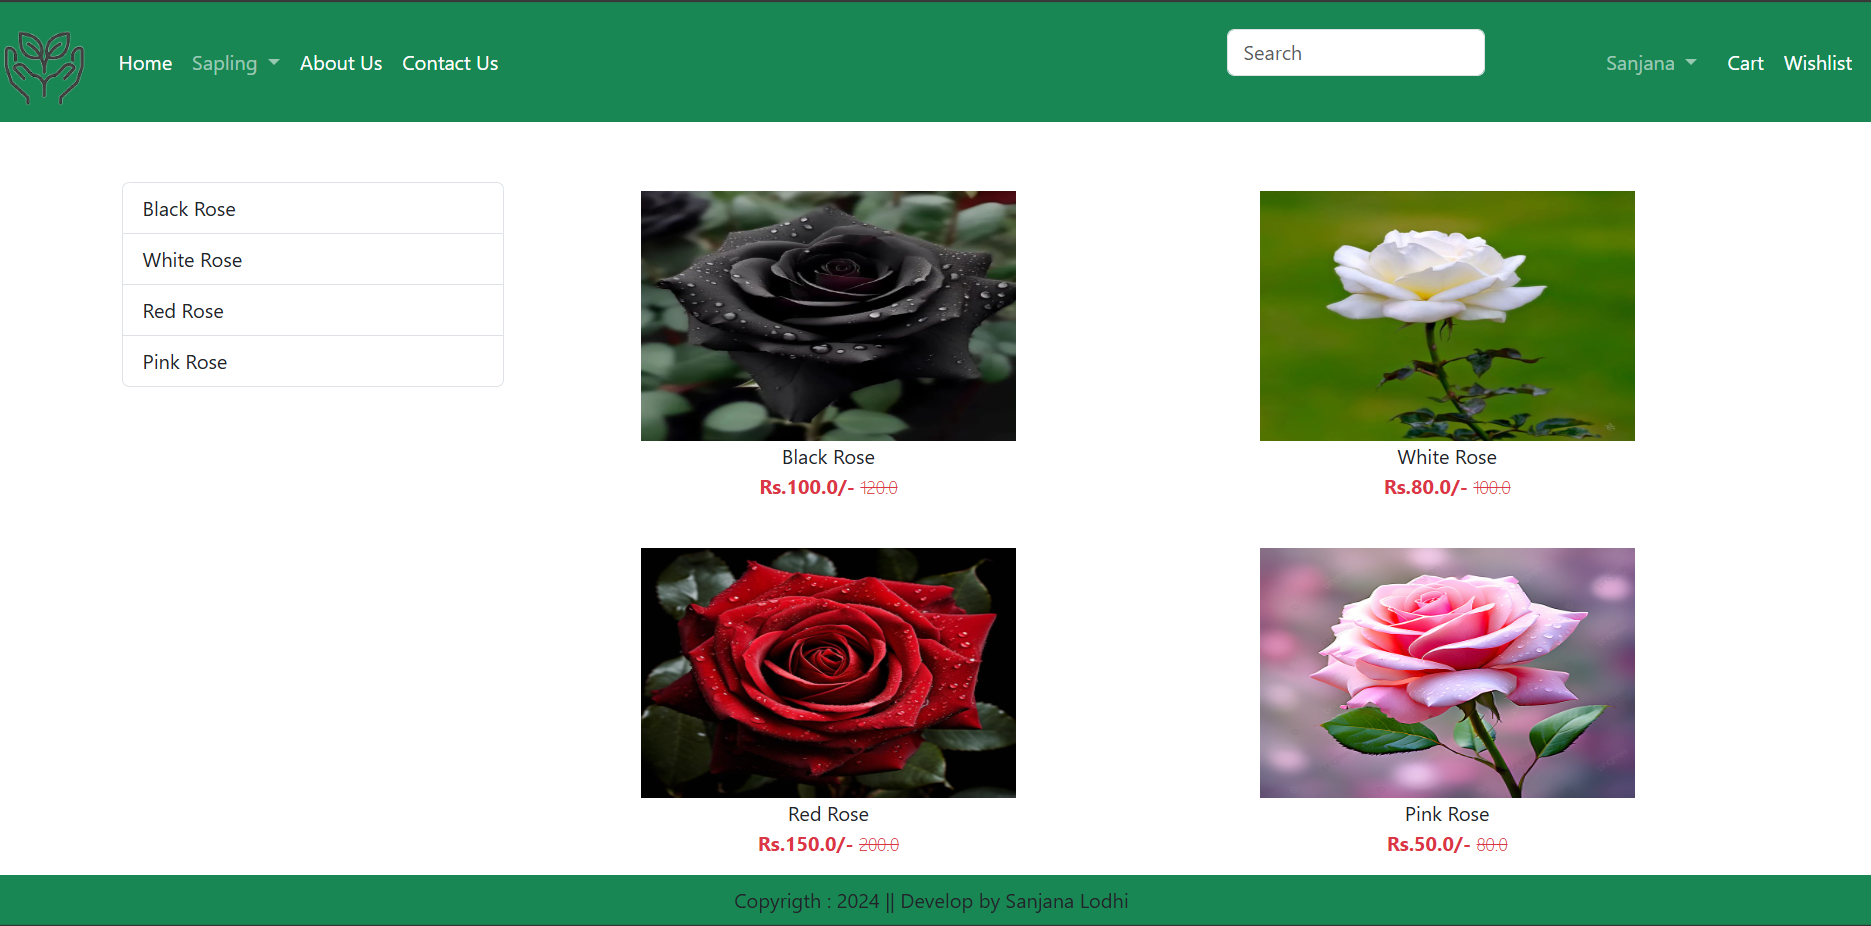 Home Sapling About Us Contact Us Search Sanjana Cart Wishlist
Black Rose
White Rose
Red Rose
Pink Rose
Black Rose
Rs.100.0/- 120.0
White Rose
Rs.80.0/- 100.0
Red Rose
Rs.150.0/- 200.0
Pink Rose
Rs.50.0/- 80.0
Copyrigth : 2024 || Develop by Sanjana Lodhi